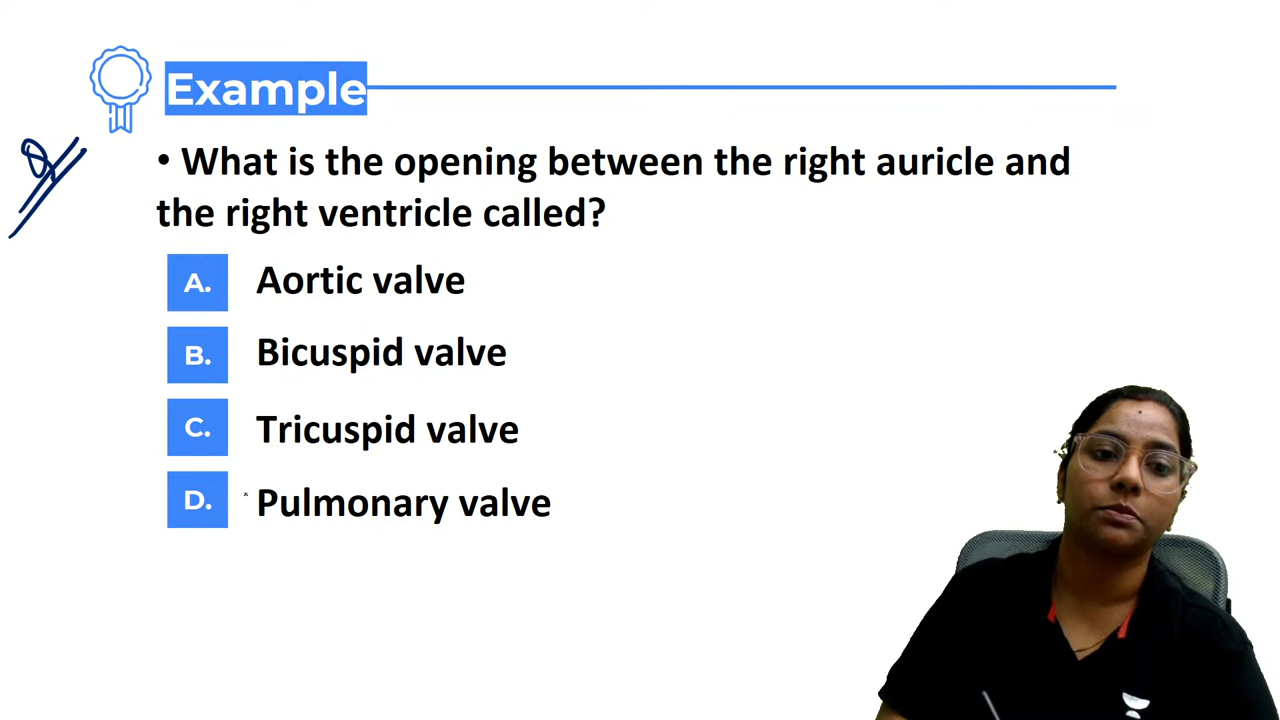 Example
• What is the opening between the right auricle and
the right ventricle called?
A. Aortic valve
B. Bicuspid valve
C. Tricuspid valve
D. Pulmonary valve